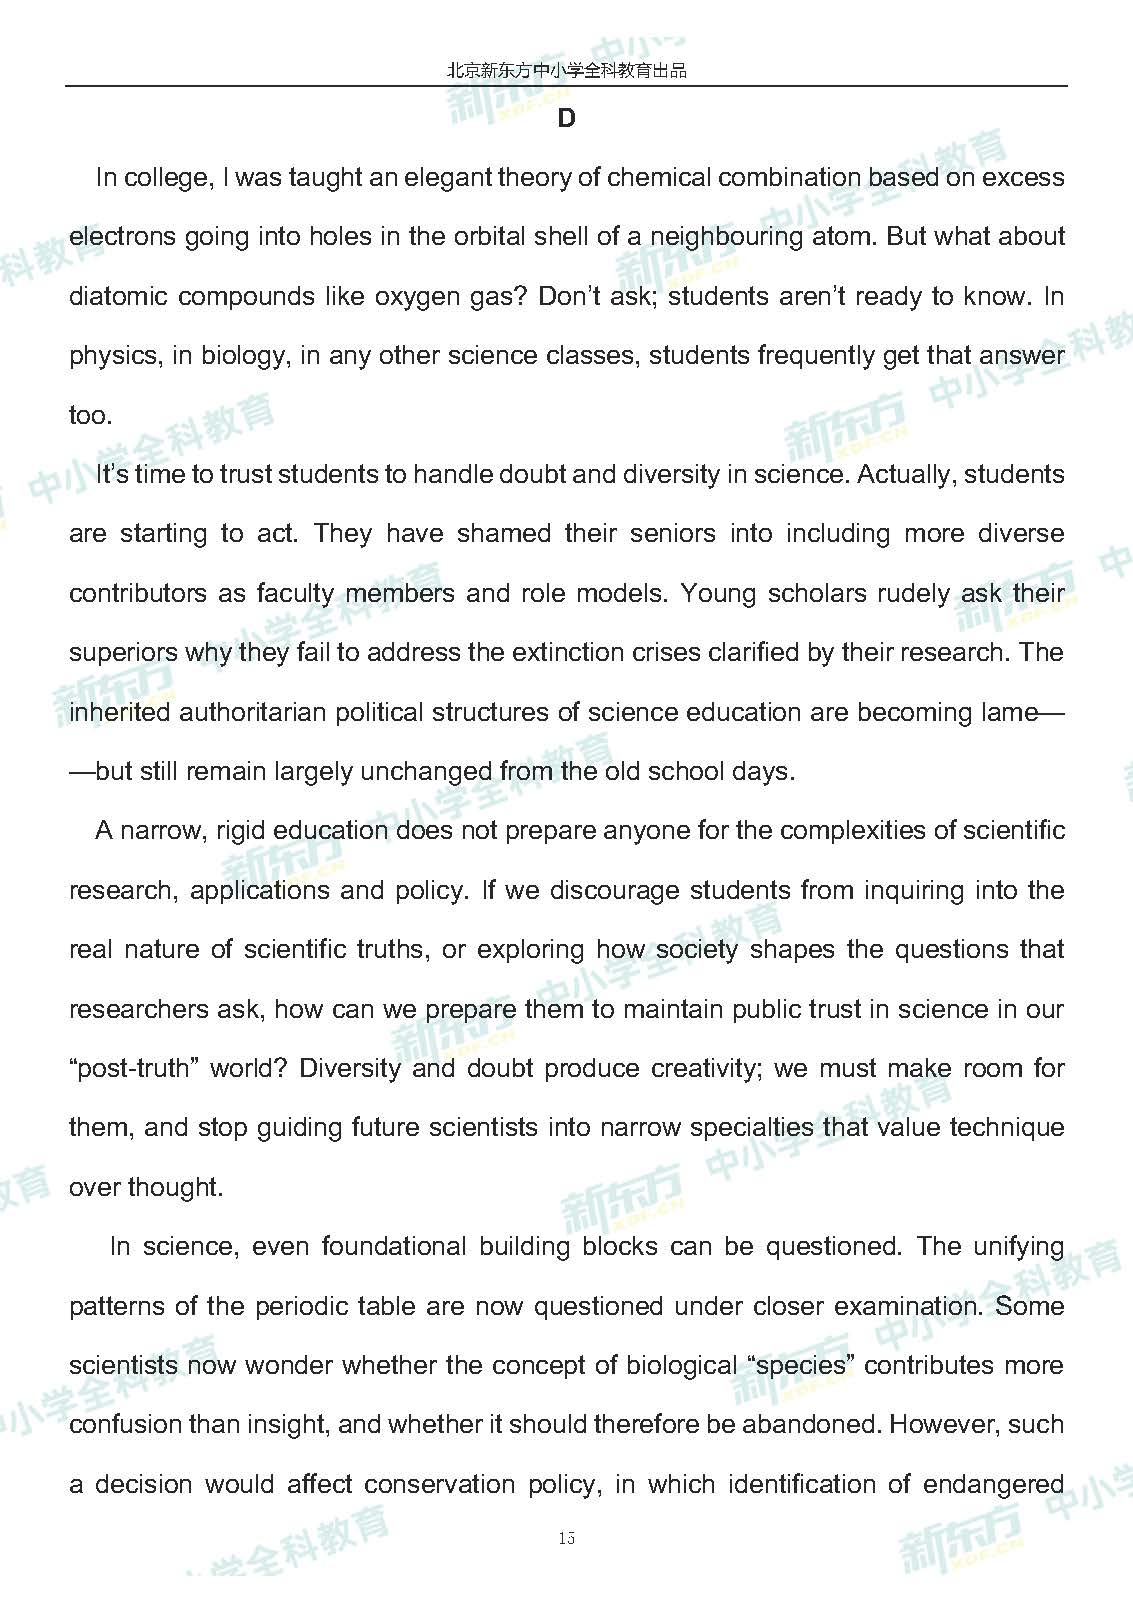 北京新东方中小学全科教育出品
D
In college, I was taught an elegant theory of chemical combination based on excess
electrons going into holes in the orbital shell of a neighbouring atom. But what about
diatomic compounds like oxygen gas? Don’t ask; students aren’t ready to know. In
physics, in biology, in any other science classes, students frequently get that answer
too.
It’s time to trust students to handle doubt and diversity in science. Actually, students
are starting to act. They have shamed their seniors into including more diverse
contributors as faculty members and role models. Young scholars rudely ask their
superiors why they fail to address the extinction crises clarified by their research. The
inherited authoritarian political structures of science education are becoming lame—
—but still remain largely unchanged from the old school days.
A narrow, rigid education does not prepare anyone for the complexities of scientific
research, applications and policy. If we discourage students from inquiring into the
real nature of scientific truths, or exploring how society shapes the questions that
researchers ask, how can we prepare them to maintain public trust in science in our
“post-truth” world? Diversity and doubt produce creativity; we must make room for
them, and stop guiding future scientists into narrow specialties that value technique
over thought.
In science, even foundational building blocks can be questioned. The unifying
patterns of the periodic table are now questioned under closer examination. Some
scientists now wonder whether the concept of biological “species” contributes more
confusion than insight, and whether it should therefore be abandoned. However, such
a decision would affect conservation policy, in which identification of endangered
15
新东方 XDF.CN 中小学全科教育